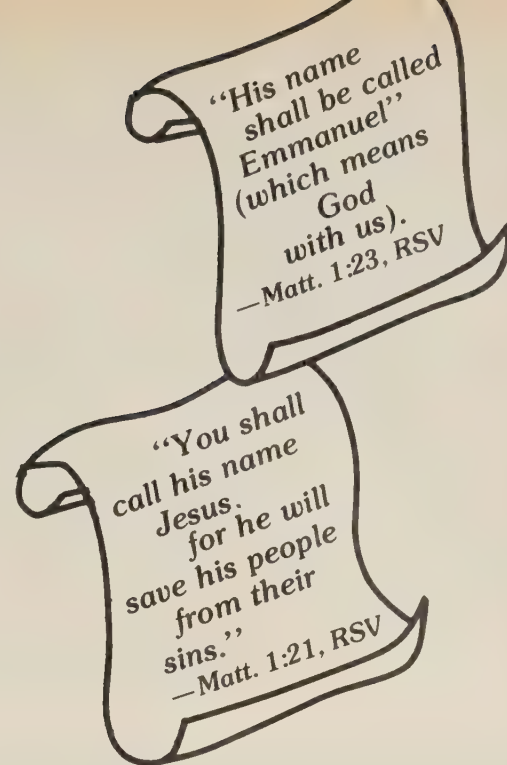 “His name
shall be called
Emmanuel”
(which means
God
with us).
—Matt. 1:23, RSV
“You shall
call his name
Jesus.
for he will
save his people
from their
sins.”
—Matt. 1:21, RSV